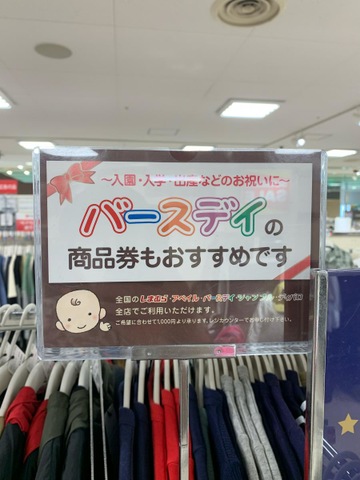 ～入園・入学・出産などのお祝いに～
バースデイの
商品券もおすすめです
全国のしまむら・アベイル・バースデイ・シャンブル・ディバロ
全店でご利用いただけます。
ご希望に合わせて1,000円より承ります。レジカウンターでお申し付け下さい。